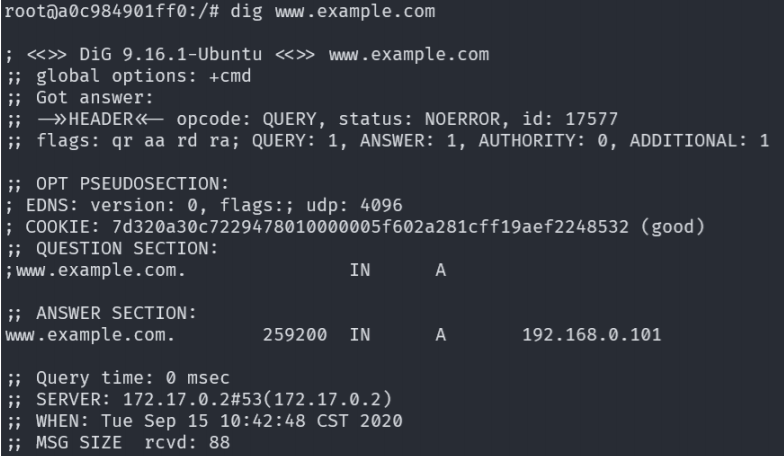 root@a0c984901ff0:/# dig www.example.com
; <<>> DiG 9.16.1-Ubuntu <<>> www.example.com
;; global options: +cmd
;; Got answer:
;; ->>HEADER<<- opcode: QUERY, status: NOERROR, id: 17577
;; flags: qr aa rd ra; QUERY: 1, ANSWER: 1, AUTHORITY: 0, ADDITIONAL: 1
;; OPT PSEUDOSECTION:
; EDNS: version: 0, flags:; udp: 4096
; COOKIE: 7d320a30c7229478010000005f602a281cff19aef2248532 (good)
;; QUESTION SECTION:
;www.example.com. IN A
;; ANSWER SECTION:
www.example.com. 259200 IN A 192.168.0.101
;; Query time: 0 msec
;; SERVER: 172.17.0.2#53(172.17.0.2)
;; WHEN: Tue Sep 15 10:42:48 CST 2020
;; MSG SIZE rcvd: 88